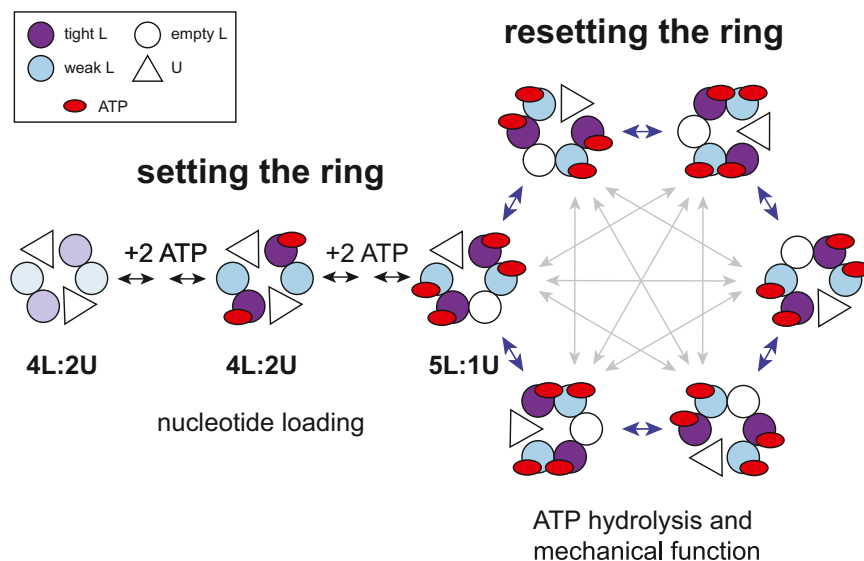 tight L
empty L
weak L
U
ATP
resetting the ring
setting the ring
+2 ATP
+2 ATP
4L:2U
4L:2U
5L:1U
nucleotide loading
ATP hydrolysis and
mechanical function